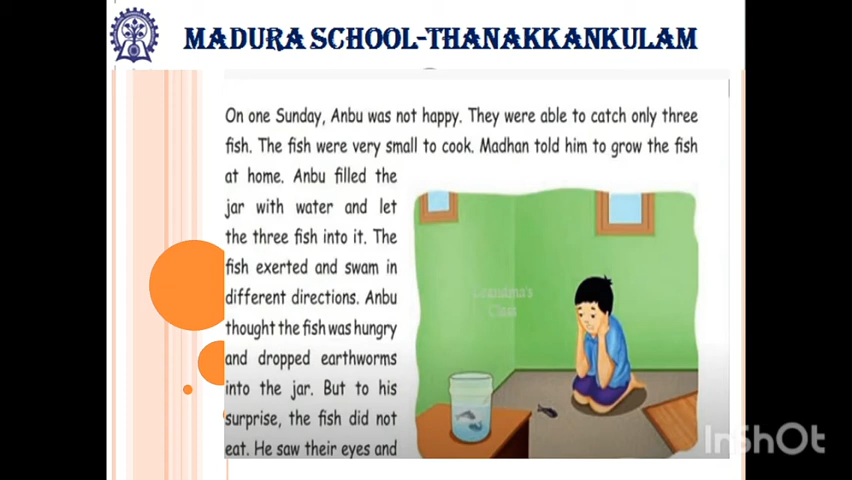 MADURA SCHOOL-THANAKKANKULAM
On one Sunday, Anbu was not happy. They were able to catch only three
fish. The fish were very small to cook. Madhan told him to grow the fish
at home. Anbu filled the
jar with water and let
the three fish into it. The
fish exerted and swam in
different directions. Anbu
thought the fish was hungry
and dropped earthworms
into the jar. But to his
surprise, the fish did not
eat. He saw their eyes and
Grandma's
Class
InShOt